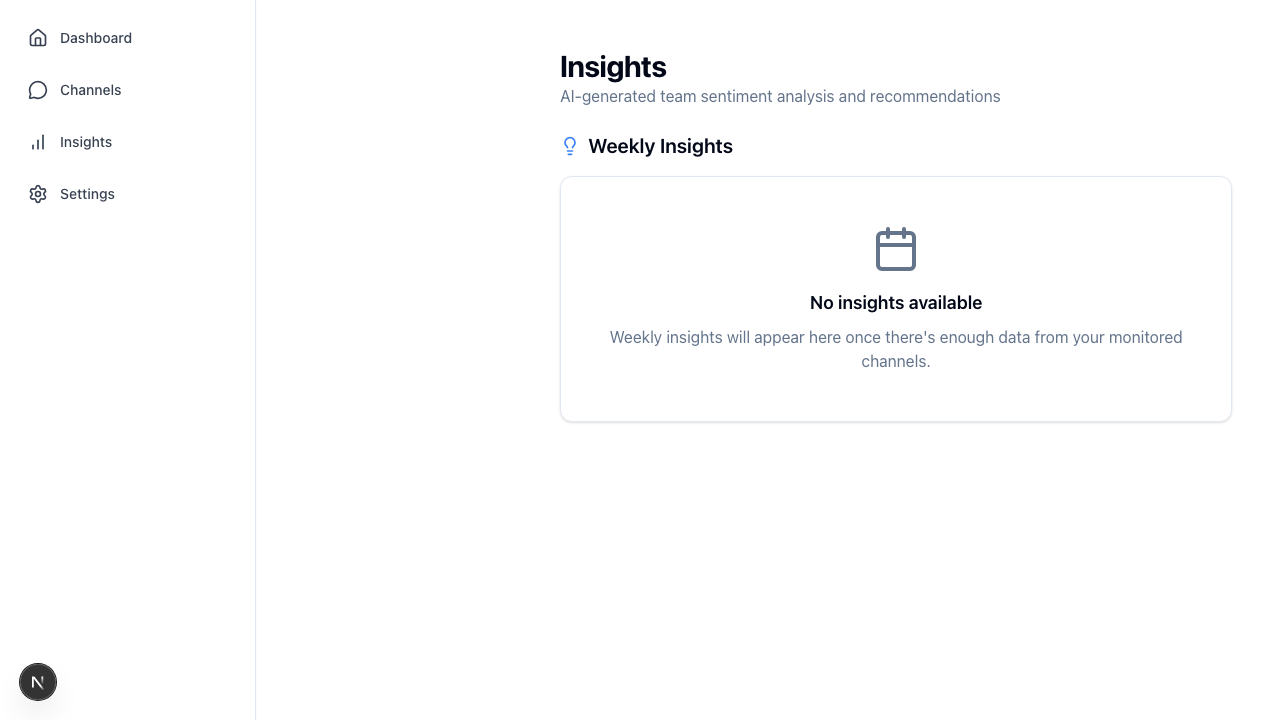 Dashboard
Channels
Insights
Settings
Insights
AI-generated team sentiment analysis and recommendations
Weekly Insights
No insights available
Weekly insights will appear here once there's enough data from your monitored
channels.
N